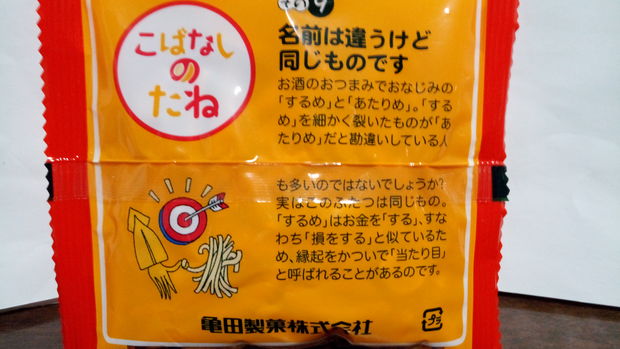 こばなし
の
たね
その9
名前は違うけど
同じものです
お酒のおつまみでおなじみの
「するめ」と「あたりめ」。「する
め」を細かく裂いたものが「あ
たりめ」だと勘違いしている人
も多いのではないでしょうか?
実はこのふたつは同じもの。
「するめ」はお金を「する」、すな
わち「損をする」と似ているた
め、縁起をかついで「当たり目」
と呼ばれることがあるのです。
亀田製菓株式会社
プラ